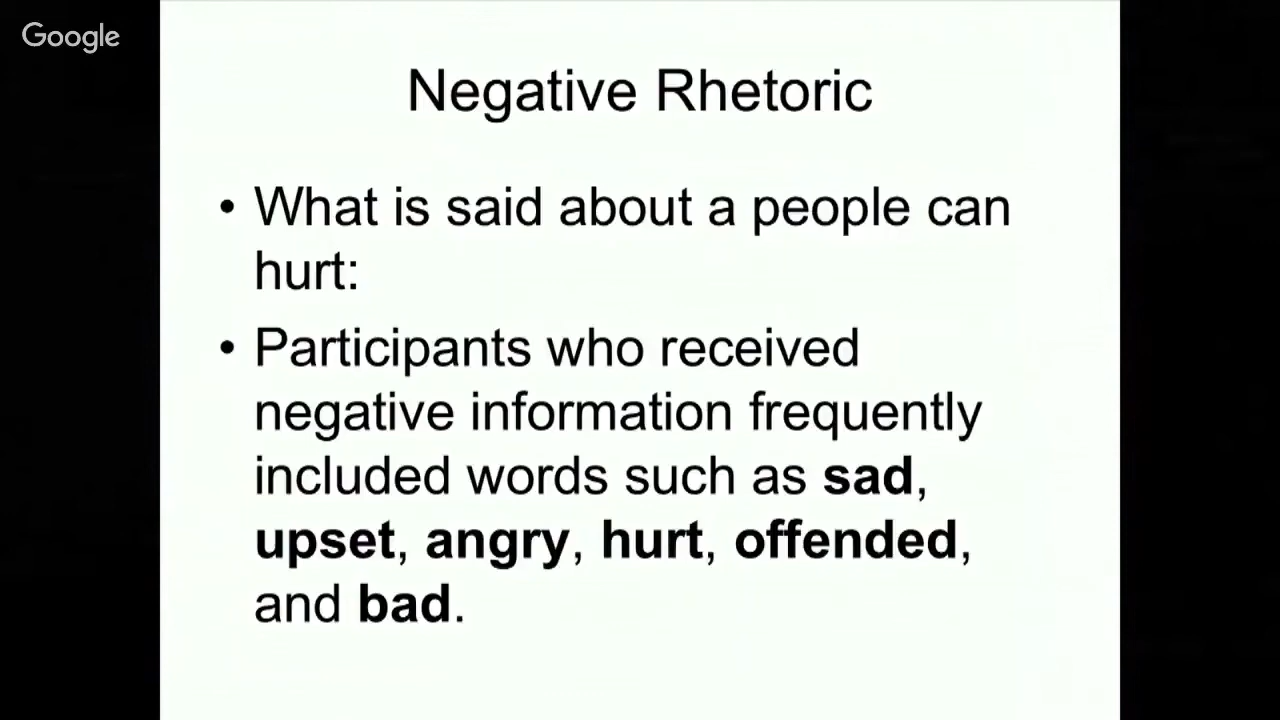 Google
Negative Rhetoric
• What is said about a people can
hurt:
• Participants who received
negative information frequently
included words such as sad,
upset, angry, hurt, offended,
and bad.